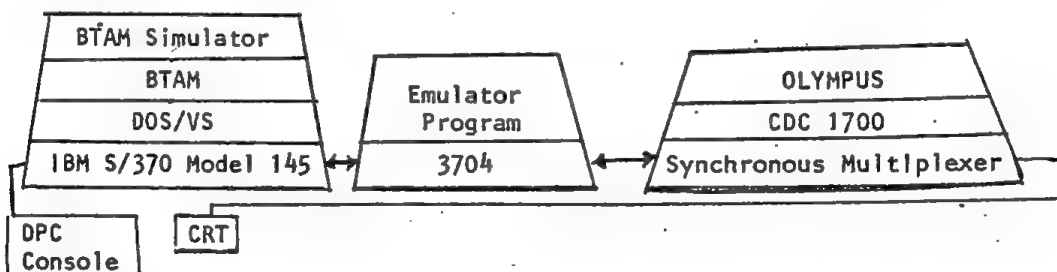 BTAM Simulator
BTAM
DOS/VS
IBM S/370 Model 145
Emulator
Program
3704
OLYMPUS
CDC 1700
Synchronous Multiplexer
DPC
Console
CRT